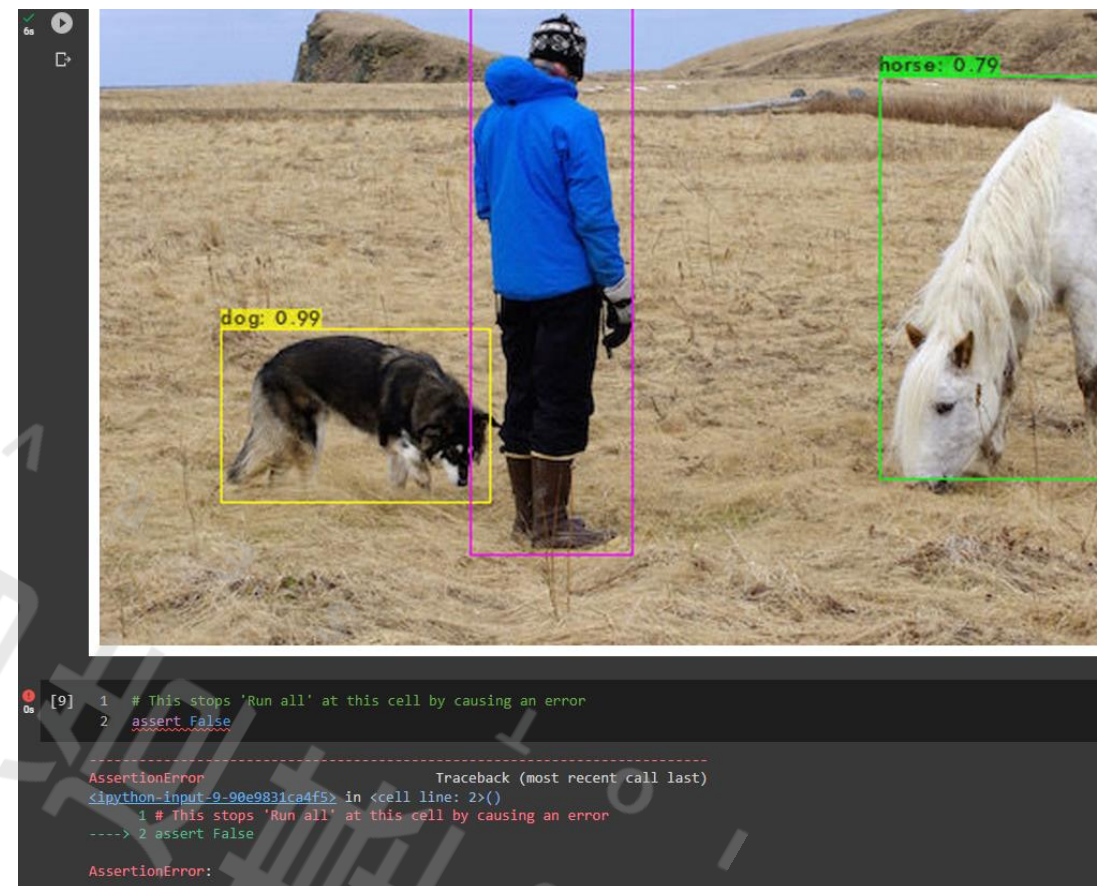 6s
horse: 0.79
dog: 0.99
0s
[9] 1 # This stops 'Run all' at this cell by causing an error
2 assert False
---------------------------------------------------------------------------
AssertionError Traceback (most recent call last)
<ipython-input-9-90e9831ca4f5> in <cell line: 2>()
1 # This stops 'Run all' at this cell by causing an error
----> 2 assert False
AssertionError: